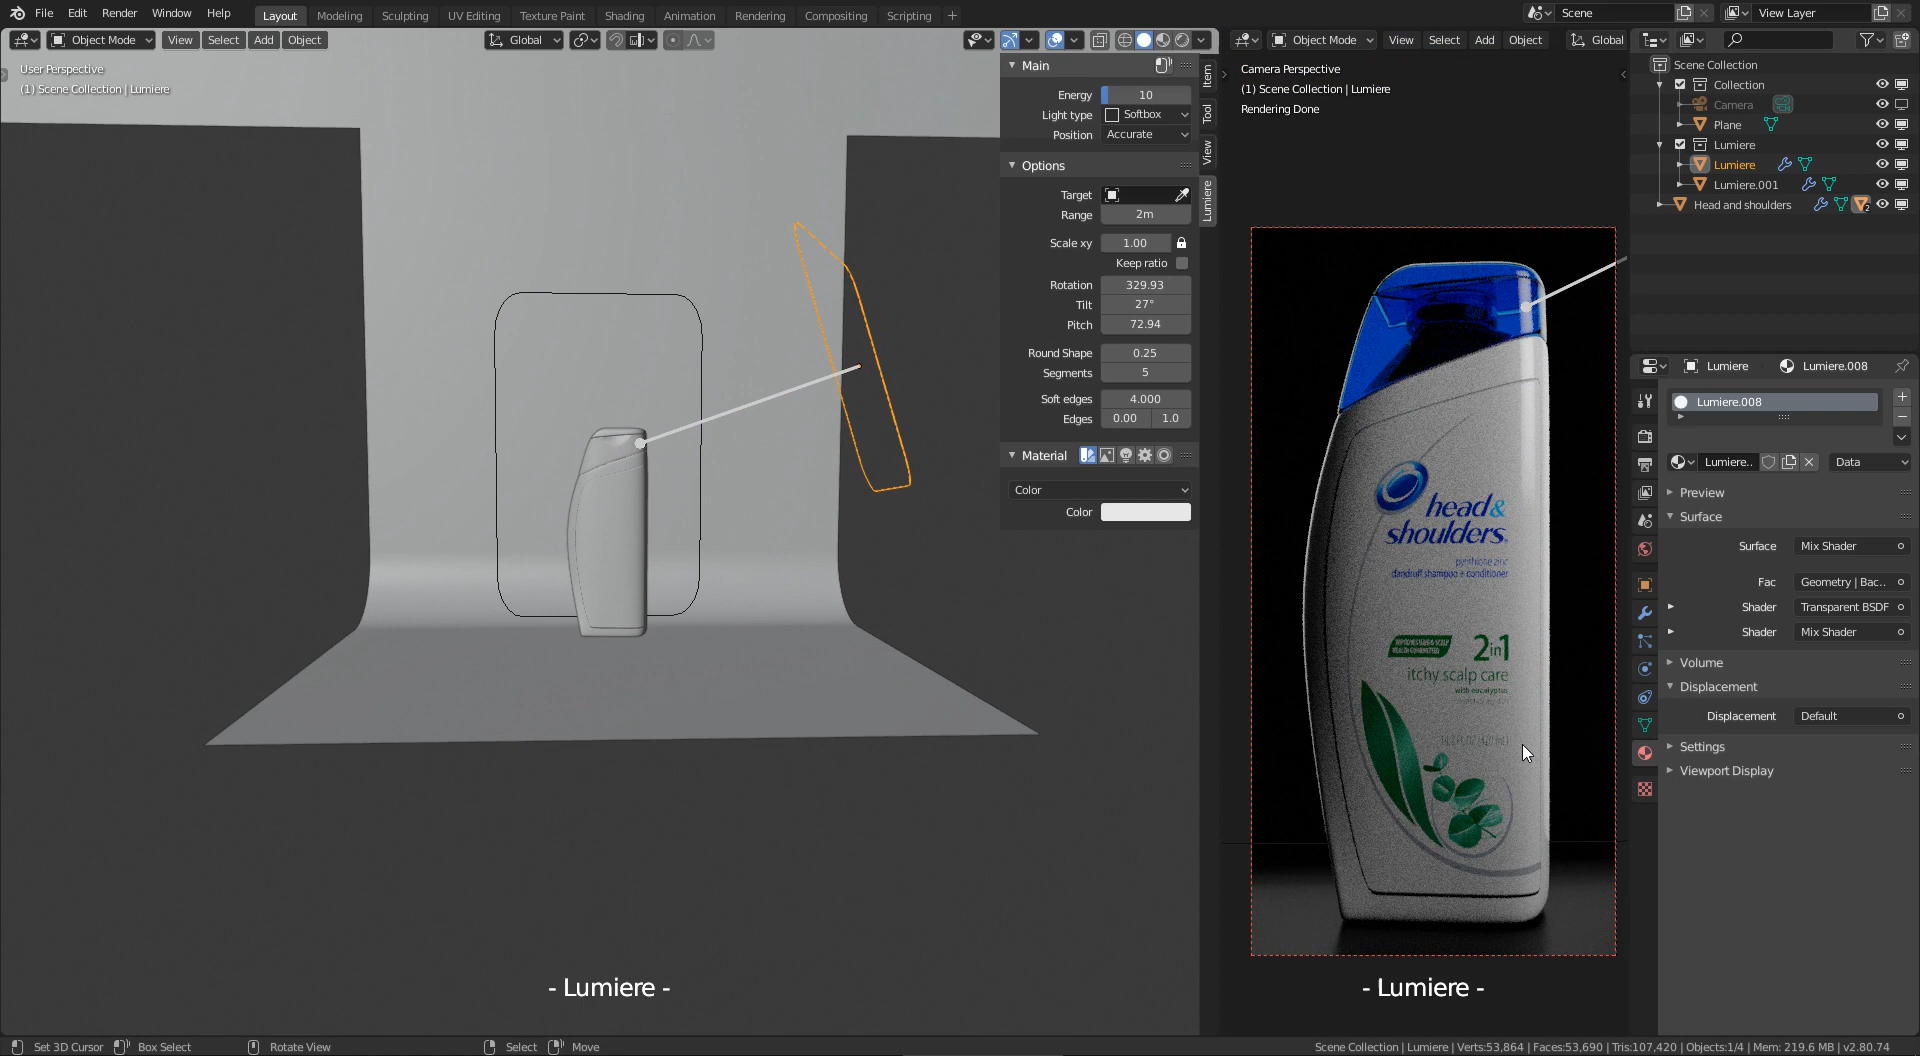 File Edit Render Window Help
Layout Modeling Sculpting UV Editing Texture Paint Shading Animation Rendering Compositing Scripting +
Scene
View Layer
Object Mode View Select Add Object
Global
Object Mode View Select Add Object
Global
User Perspective
(1) Scene Collection | Lumiere
Main
Energy 10
Light type Softbox
Position Accurate
Options
Target
Range 2m
Scale xy 1.00
Keep ratio
Rotation 329.93
Tilt 27°
Pitch 72.94
Round Shape 0.25
Segments 5
Soft edges 4.000
Edges 0.00 1.0
Material
Color
Color
Item
Tool
View
Lumiere
- Lumiere -
Camera Perspective
(1) Scene Collection | Lumiere
Rendering Done
head&
shoulders
pyrithione zinc
dandruff shampoo + conditioner
2in1
itchy scalp care
with eucalyptus
- Lumiere -
Scene Collection
Collection
Camera
Plane
Lumiere
Lumiere
Lumiere.001
Head and shoulders 2
Lumiere Lumiere.008
Lumiere.008
Lumiere.. Data
Preview
Surface
Surface Mix Shader
Fac Geometry | Bac..
Shader Transparent BSDF
Shader Mix Shader
Volume
Displacement
Displacement Default
Settings
Viewport Display
Set 3D Cursor Box Select Rotate View Select Move
Scene Collection | Lumiere | Verts:53,864 | Faces:53,690 | Tris:107,420 | Objects:1/4 | Mem: 219.6 MB | v2.80.74